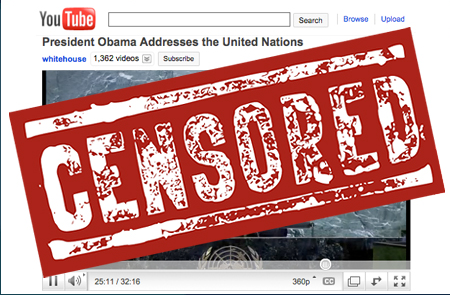 YouTube Search Browse Upload
President Obama Addresses the United Nations
whitehouse 1,362 videos Subscribe
CENSORED
25:11 / 32:16 360p CC